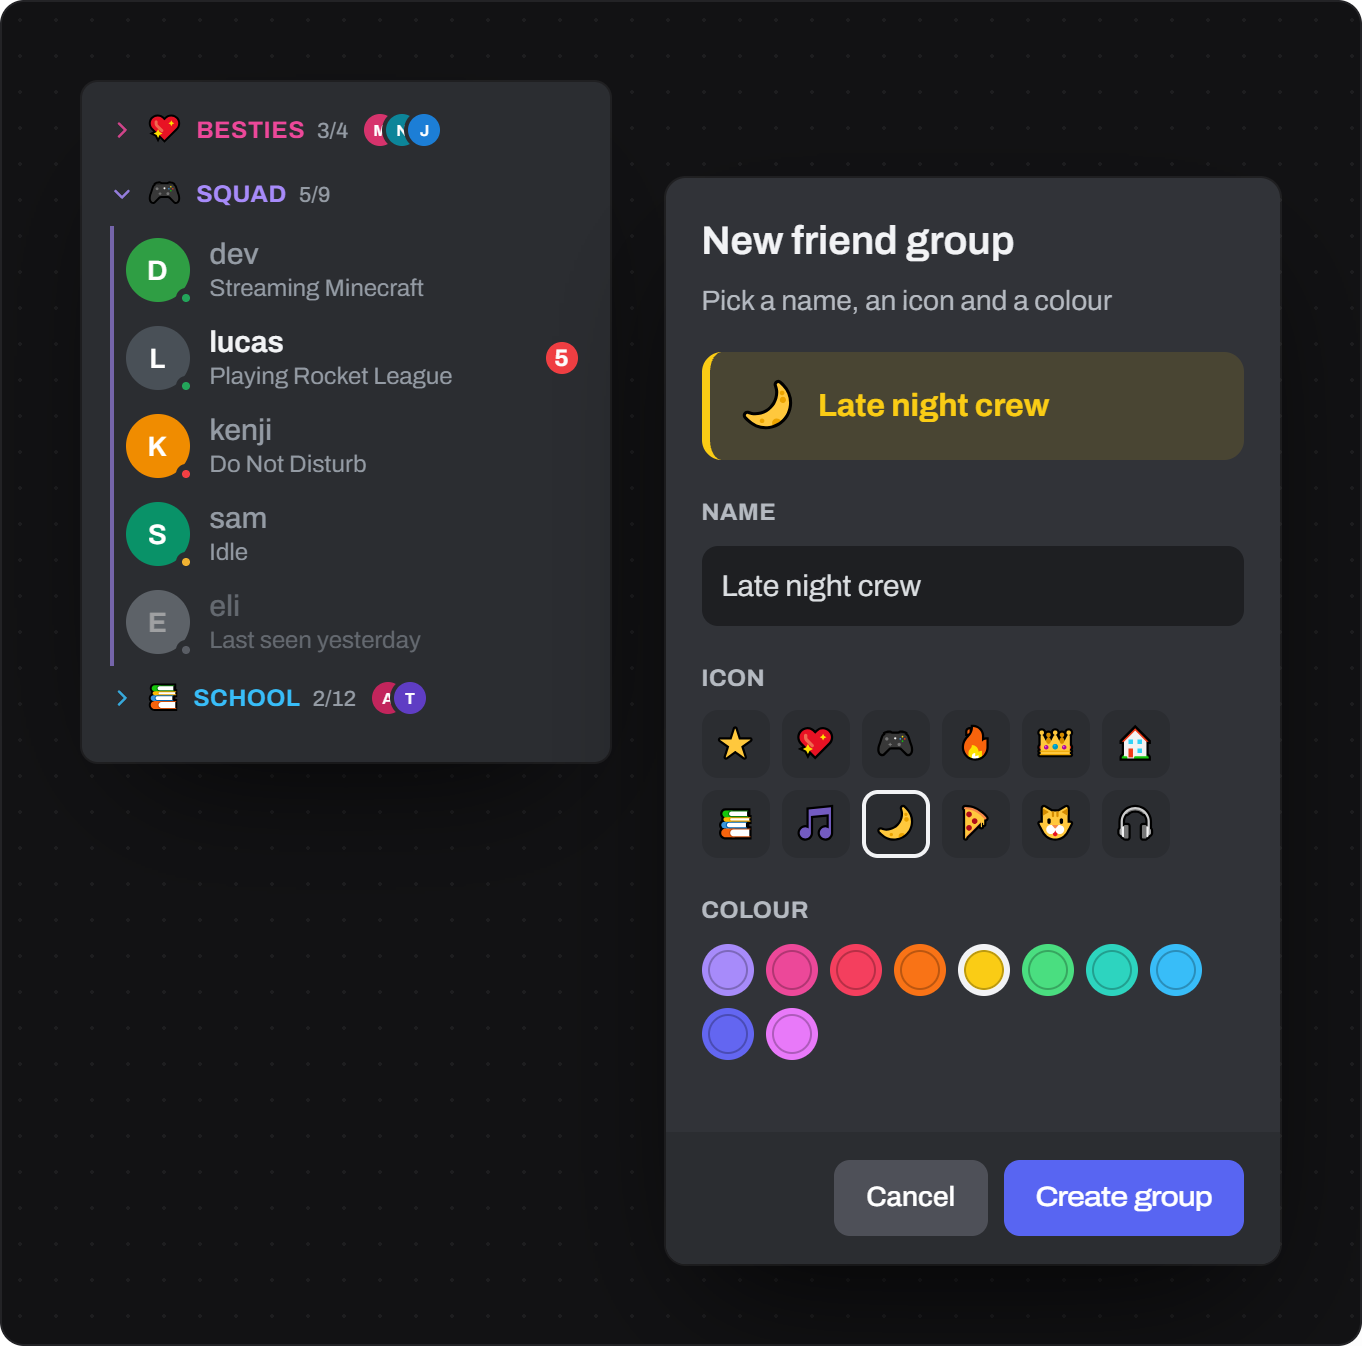 BESTIES 3/4 M N J
SQUAD 5/9
D dev
Streaming Minecraft
L lucas
Playing Rocket League
5
K kenji
Do Not Disturb
S sam
Idle
E eli
Last seen yesterday
SCHOOL 2/12 A T
New friend group
Pick a name, an icon and a colour
Late night crew
NAME
Late night crew
ICON
COLOUR
Cancel
Create group